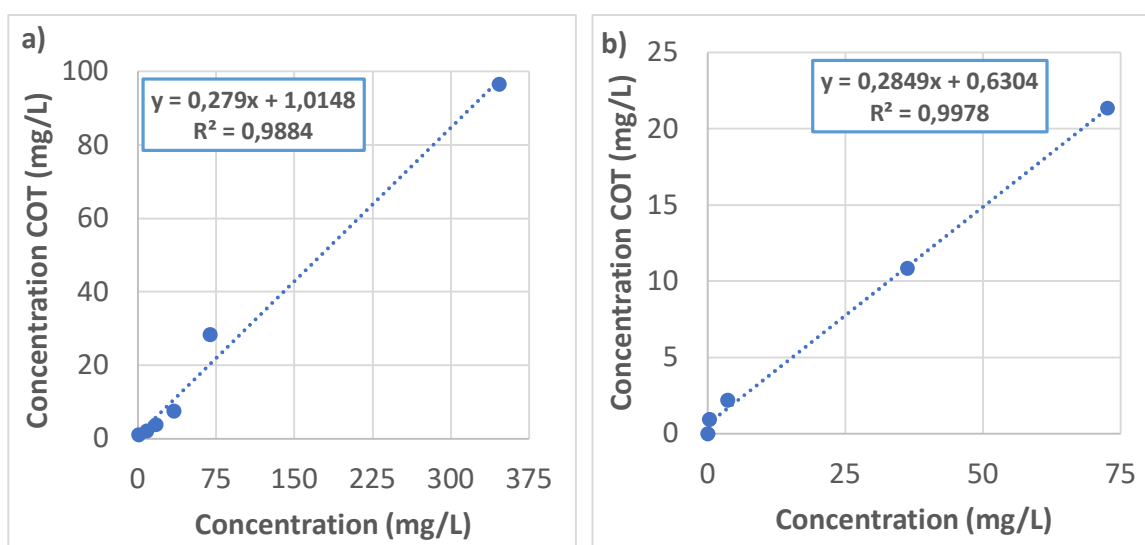 a)
y = 0,279x + 1,0148
R² = 0,9884
Concentration COT (mg/L)
100
80
60
40
20
0
0 75 150 225 300 375
Concentration (mg/L)
b)
y = 0,2849x + 0,6304
R² = 0,9978
Concentration COT (mg/L)
25
20
15
10
5
0
0 25 50 75
Concentration (mg/L)